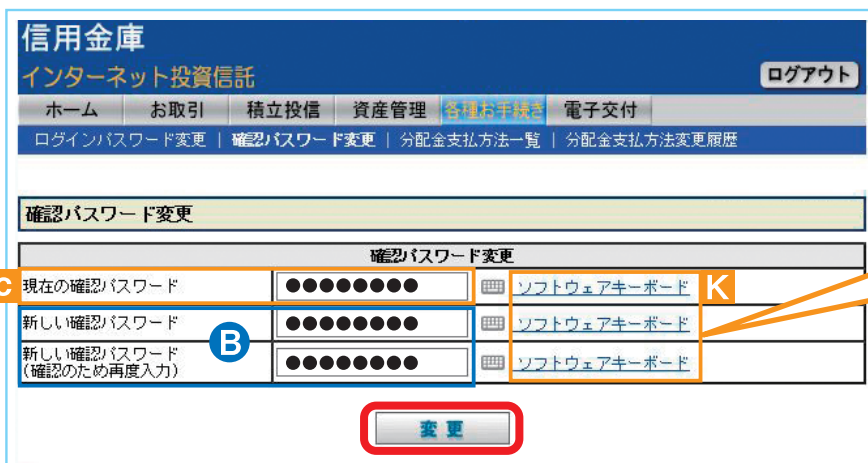 信用金庫
インターネット投資信託
ログアウト
ホーム お取引 積立投信 資産管理 各種お手続き 電子交付
ログインパスワード変更 | 確認パスワード変更 | 分配金支払方法一覧 | 分配金支払方法変更履歴
確認パスワード変更
確認パスワード変更
C 現在の確認パスワード ●●●●●●●● ソフトウェアキーボード K
新しい確認パスワード ●●●●●●●● ソフトウェアキーボード
B
新しい確認パスワード
(確認のため再度入力) ●●●●●●●● ソフトウェアキーボード
変更